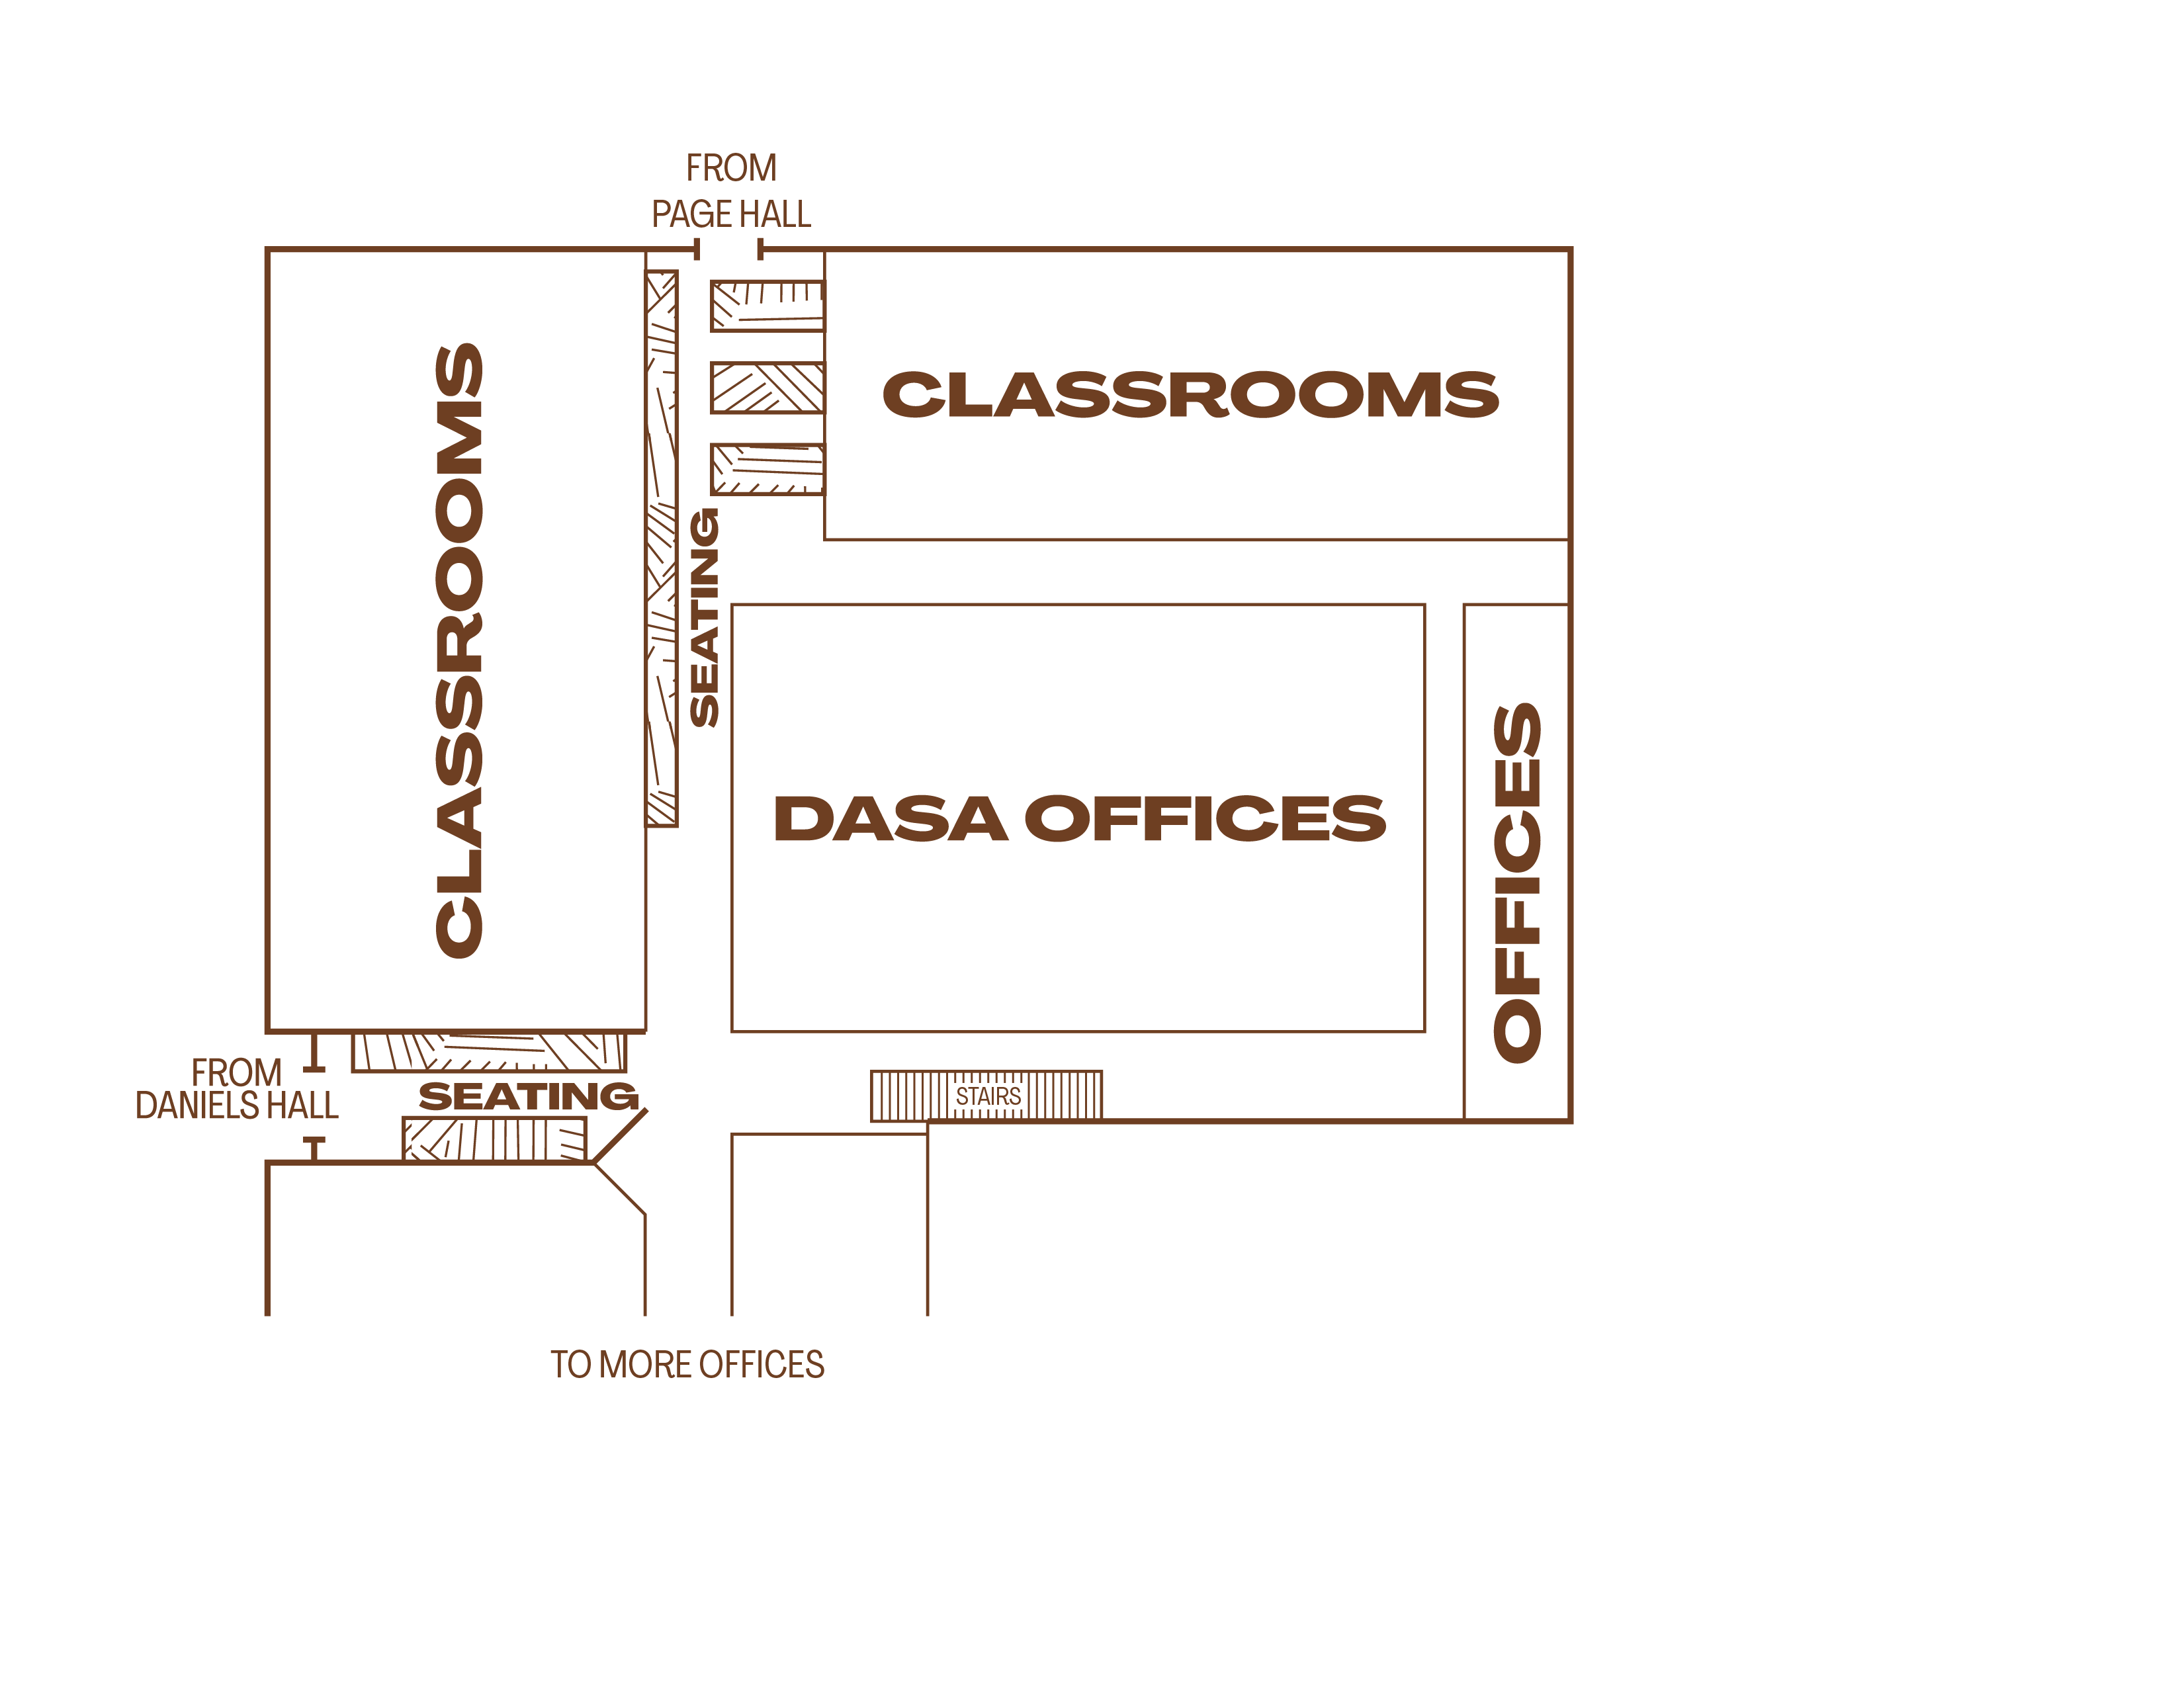 FROM
PAGE HALL
CLASSROOMS
CLASSROOMS
SEATING
DASA OFFICES
OFFICES
FROM
DANIELS HALL
SEATING
STAIRS
TO MORE OFFICES